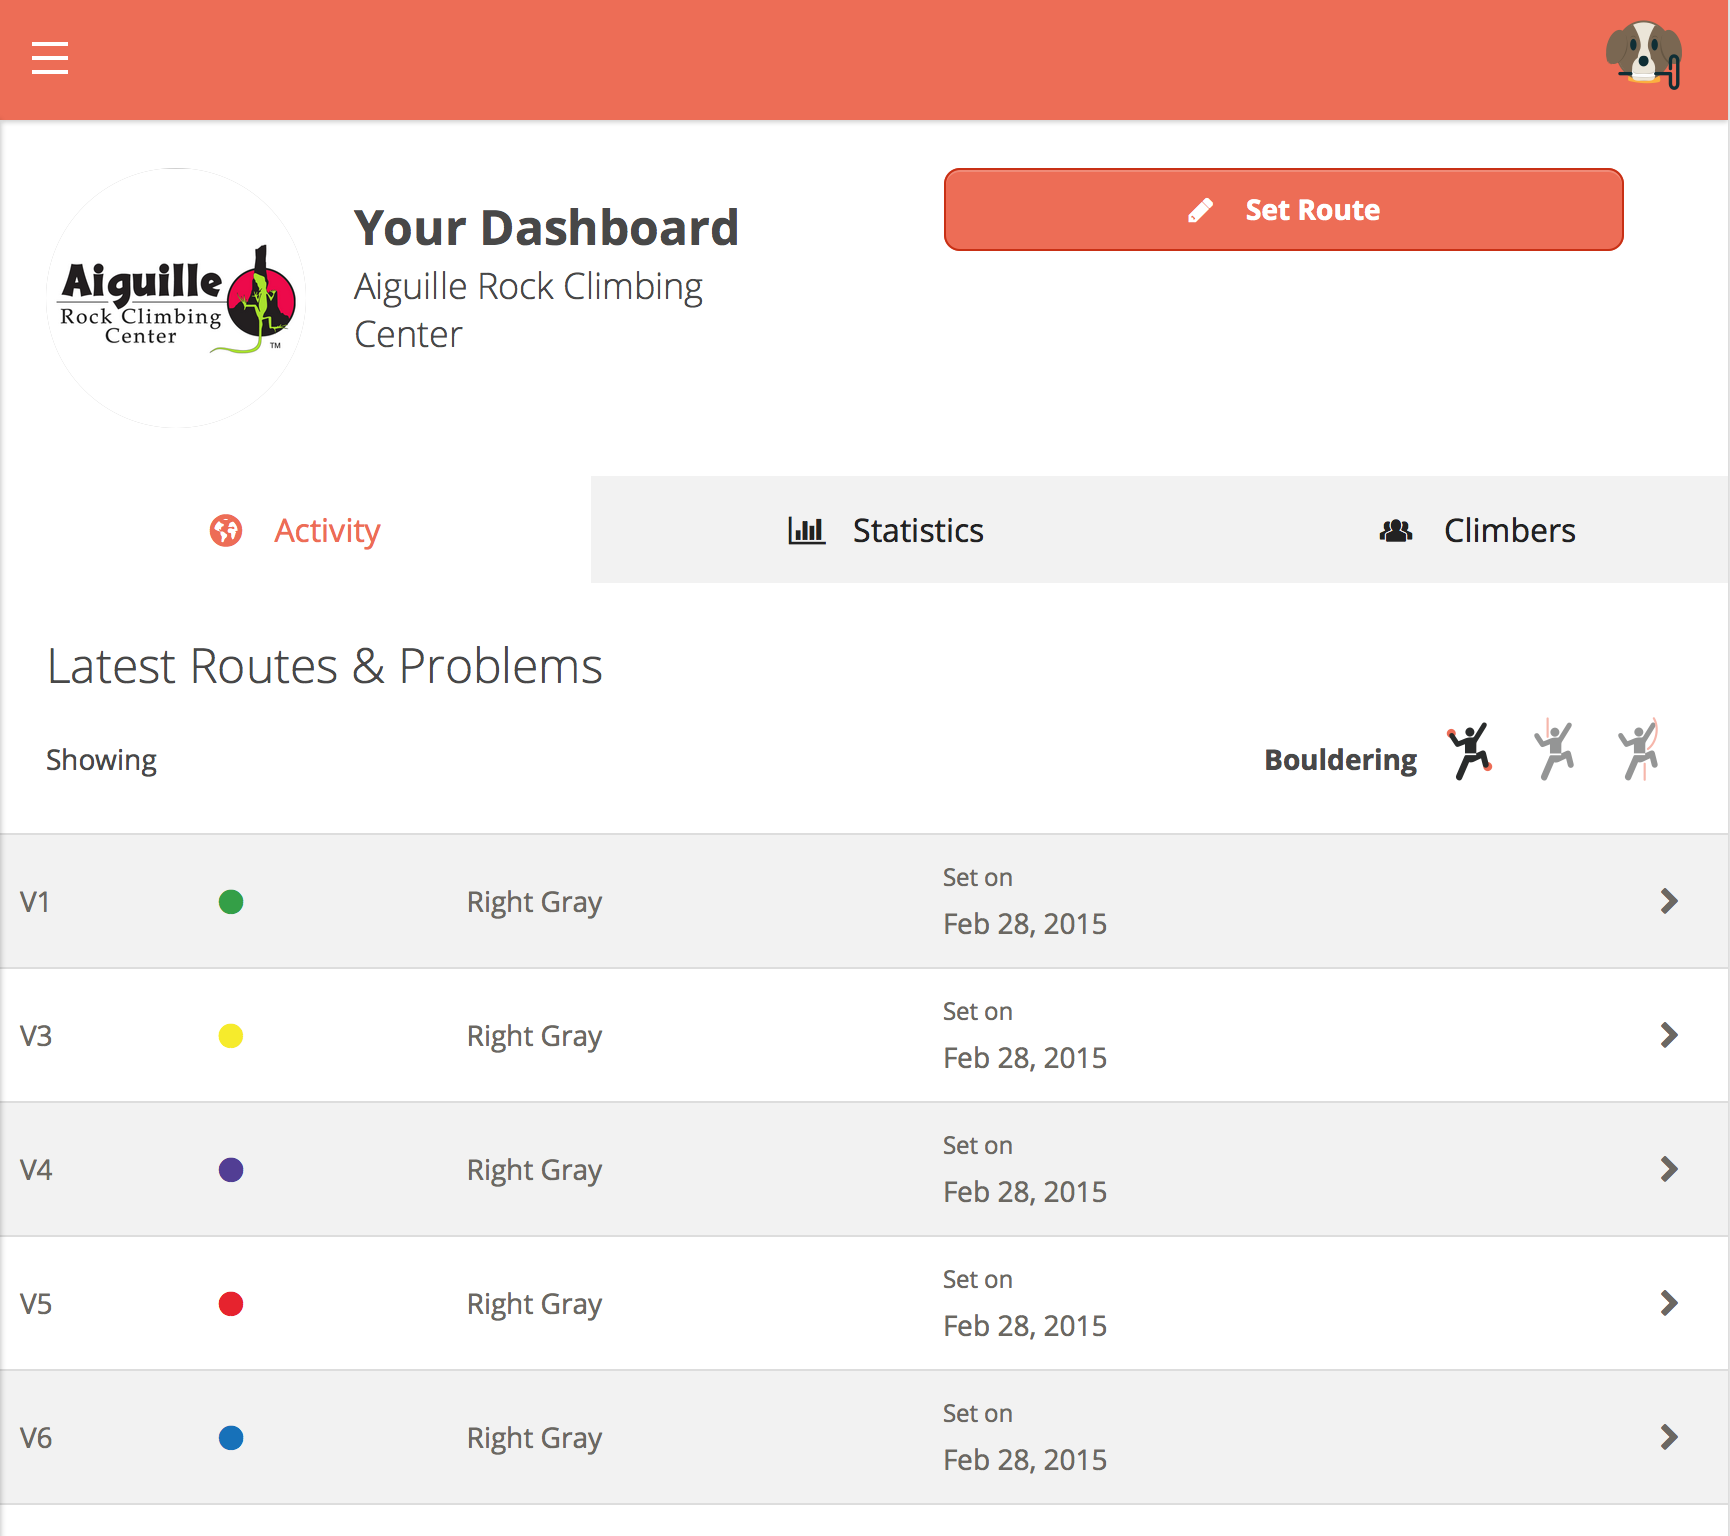 Aiguille
Rock Climbing
Center
TM
Your Dashboard
Aiguille Rock Climbing
Center
Set Route
Activity
Statistics
Climbers
Latest Routes & Problems
Showing
Bouldering
V1
Right Gray
Set on
Feb 28, 2015
V3
Right Gray
Set on
Feb 28, 2015
V4
Right Gray
Set on
Feb 28, 2015
V5
Right Gray
Set on
Feb 28, 2015
V6
Right Gray
Set on
Feb 28, 2015